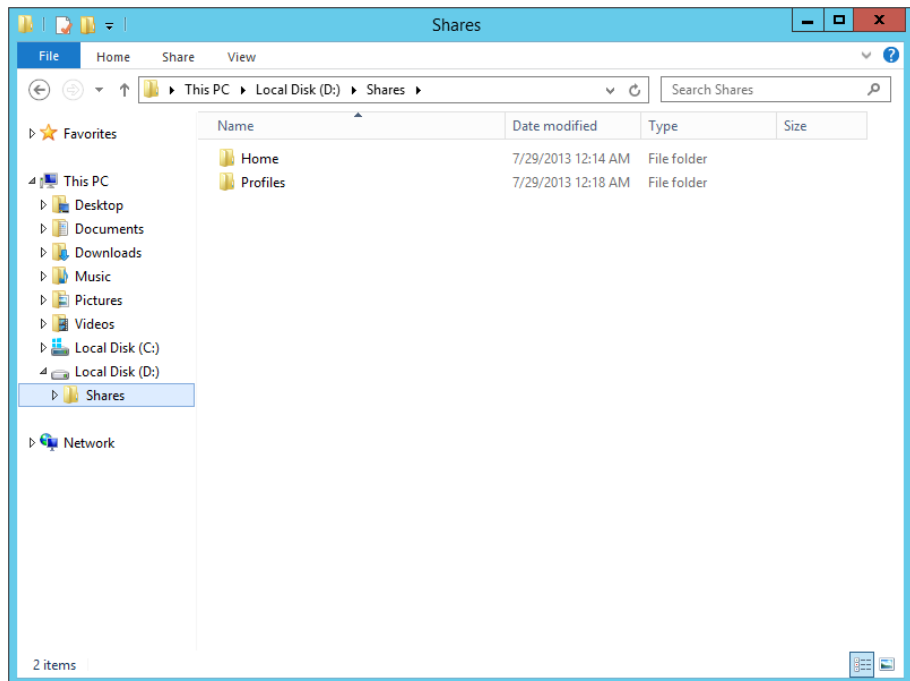 Shares
File Home Share View
This PC Local Disk (D:) Shares
Search Shares
Favorites
This PC
Desktop
Documents
Downloads
Music
Pictures
Videos
Local Disk (C:)
Local Disk (D:)
Shares
Network
Name Date modified Type Size
Home 7/29/2013 12:14 AM File folder
Profiles 7/29/2013 12:18 AM File folder
2 items